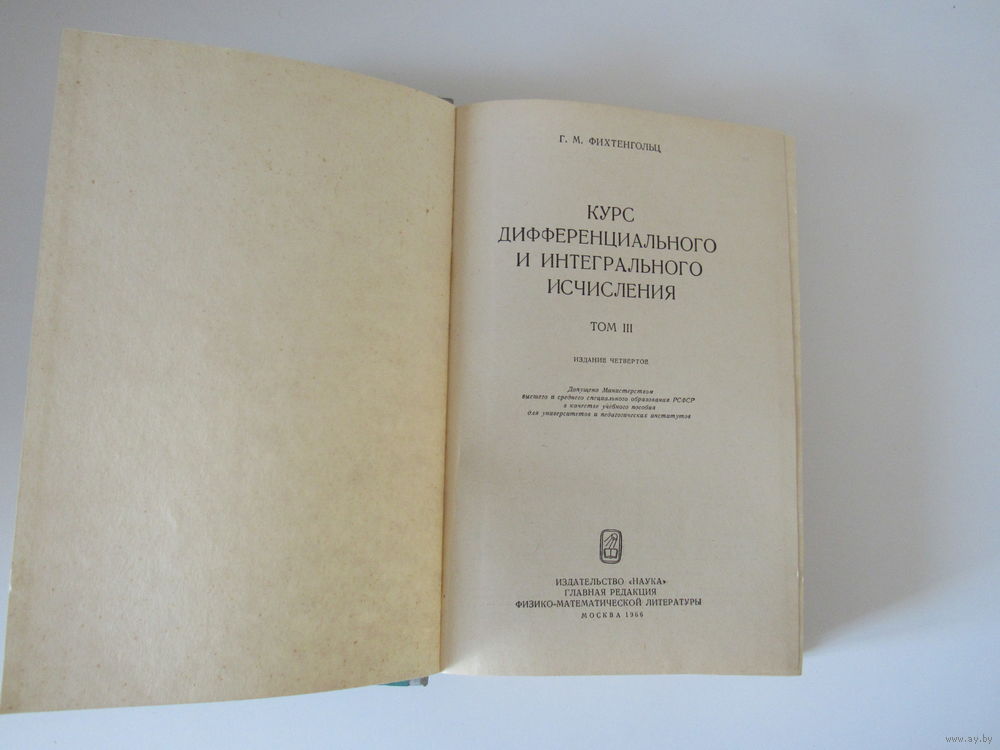 Г. М. ФИХТЕНГОЛЬЦ
КУРС
ДИФФЕРЕНЦИАЛЬНОГО
И ИНТЕГРАЛЬНОГО
ИСЧИСЛЕНИЯ
ТОМ III
ИЗДАНИЕ ЧЕТВЕРТОЕ
Допущено Министерством
высшего и среднего специального образования РСФСР
в качестве учебного пособия
для университетов и педагогических институтов
ИЗДАТЕЛЬСТВО «НАУКА»
ГЛАВНАЯ РЕДАКЦИЯ
ФИЗИКО-МАТЕМАТИЧЕСКОЙ ЛИТЕРАТУРЫ
МОСКВА 1966
www.ay.by